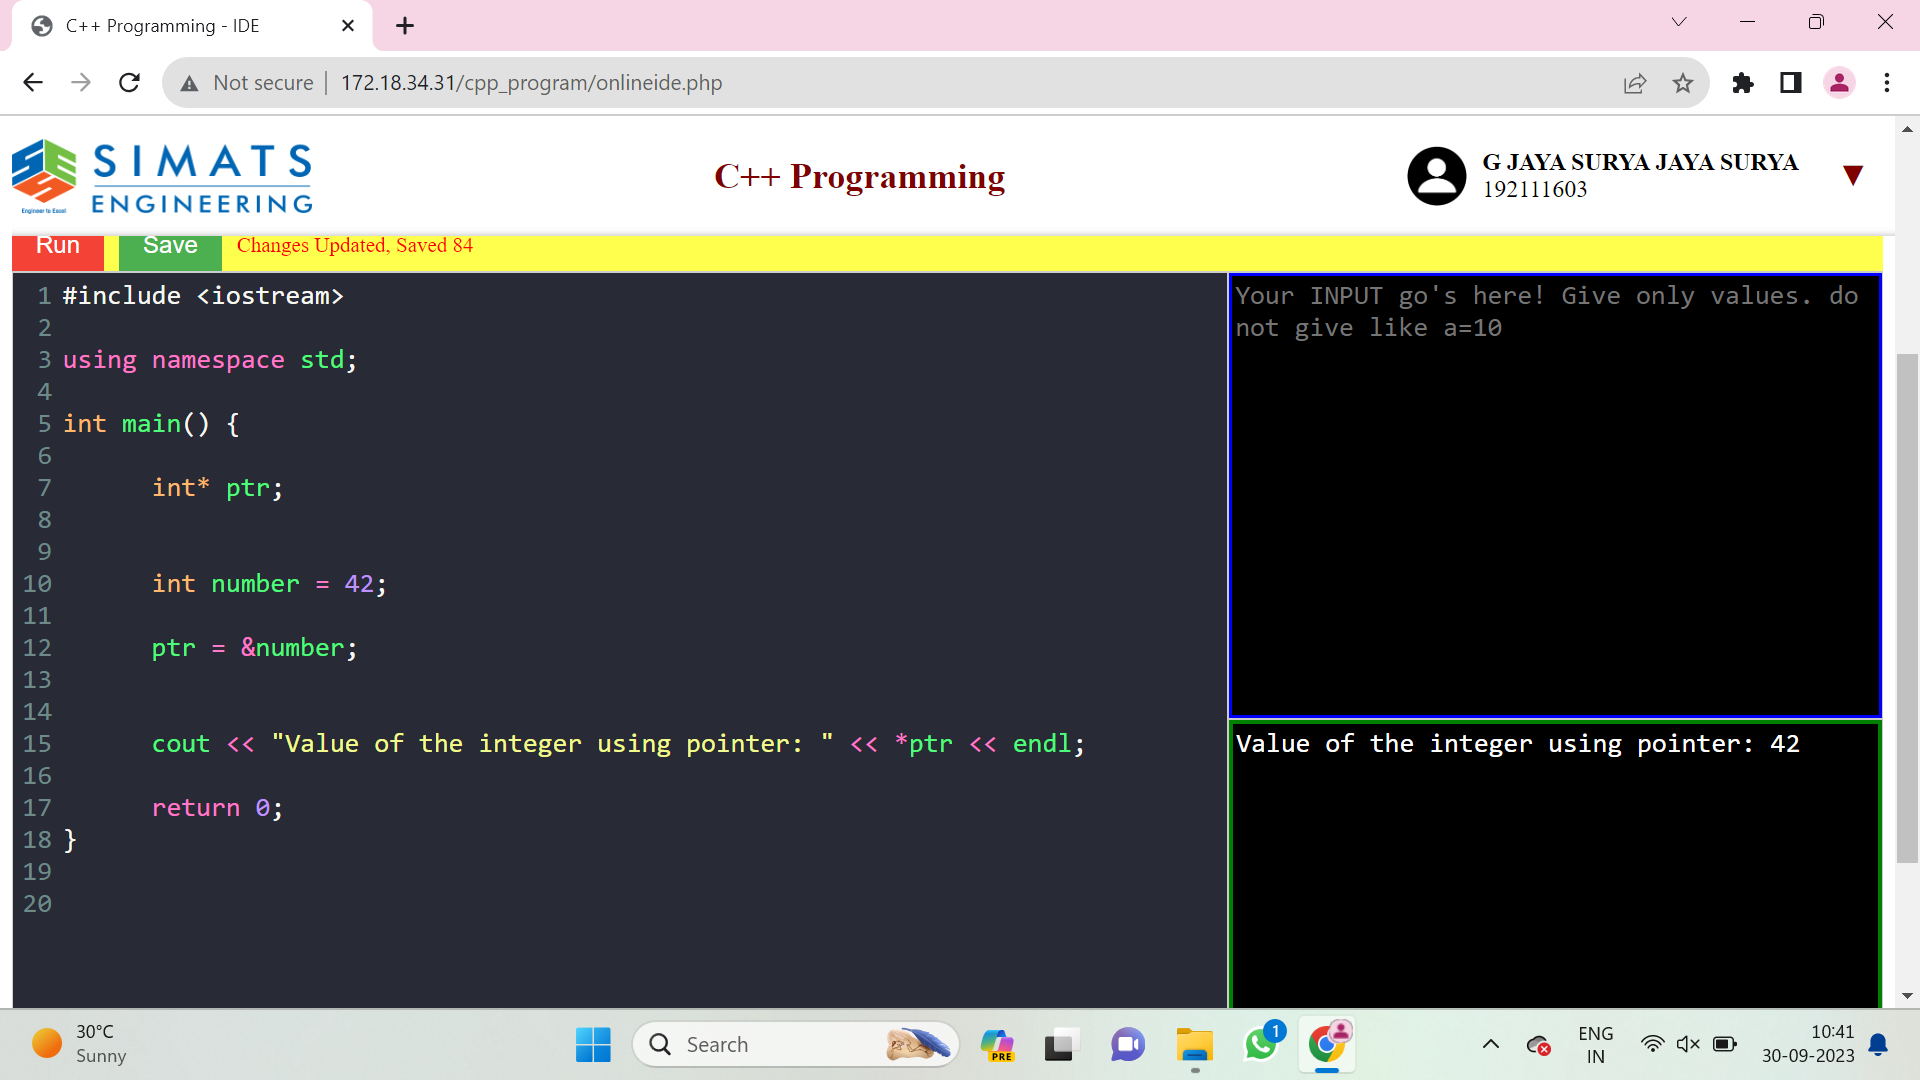 C++ Programming - IDE
Not secure | 172.18.34.31/cpp_program/onlineide.php
SIMATS
ENGINEERING
Engineer to Excel
C++ Programming
G JAYA SURYA JAYA SURYA
192111603
Run Save Changes Updated, Saved 84
1 #include <iostream>
2
3 using namespace std;
4
5 int main() {
6
7 int* ptr;
8
9
10 int number = 42;
11
12 ptr = &number;
13
14
15 cout << "Value of the integer using pointer: " << *ptr << endl;
16
17 return 0;
18 }
19
20
Your INPUT go's here! Give only values. do
not give like a=10
Value of the integer using pointer: 42
30°C
Sunny
Search
PRE
1
ENG
IN
10:41
30-09-2023